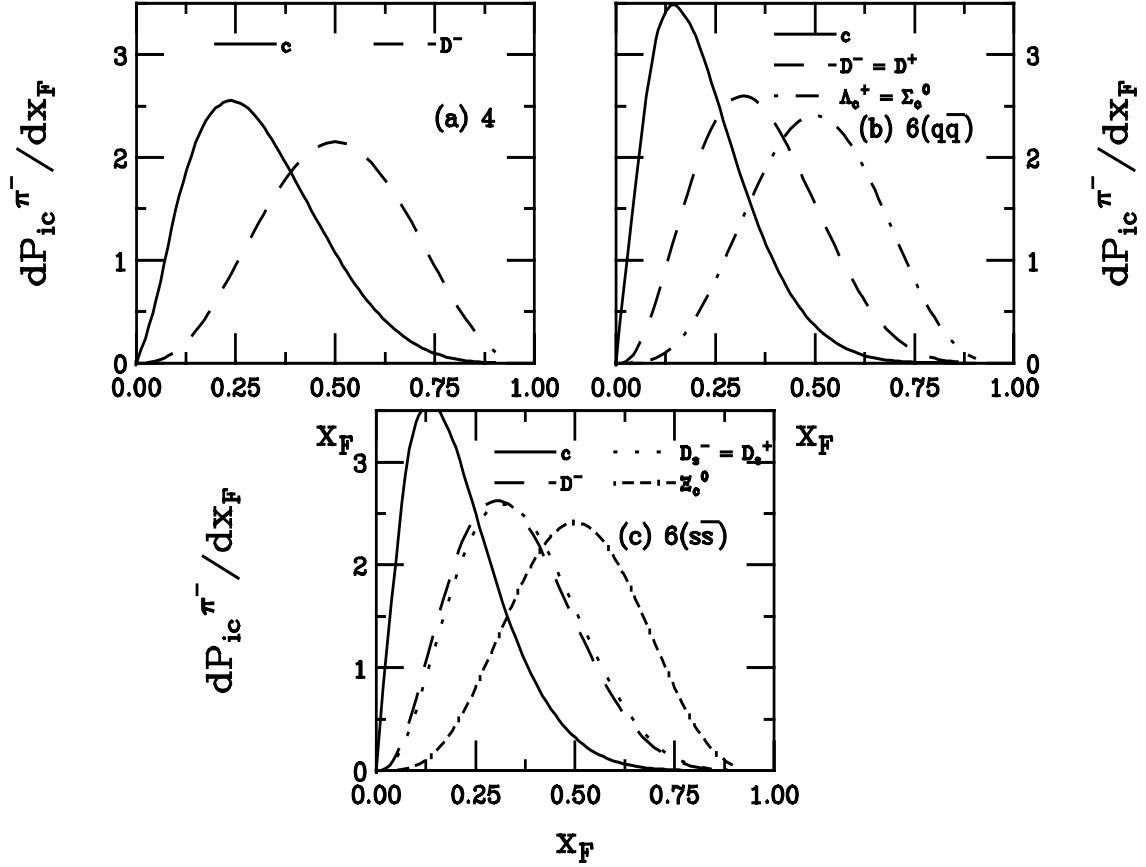 3
2
1
0
0.00 0.25 0.50 0.75 1.00
c
D⁻
(a) 4
dP_ic^π⁻/dx_F
x_F
c
D⁻ = D⁺
Λ_c⁺ = Σ_c⁰
(b) 6(qq̅)
3
2
1
0
0
0.00 0.25 0.50 0.75 1.00
dP_ic^π⁻/dx_F
x_F
c
D_s⁻ = D_s⁺
D⁻
Ξ_c⁰
(c) 6(ss̅)
3
2
1
0
0.00 0.25 0.50 0.75 1.00
dP_ic^π⁻/dx_F
x_F